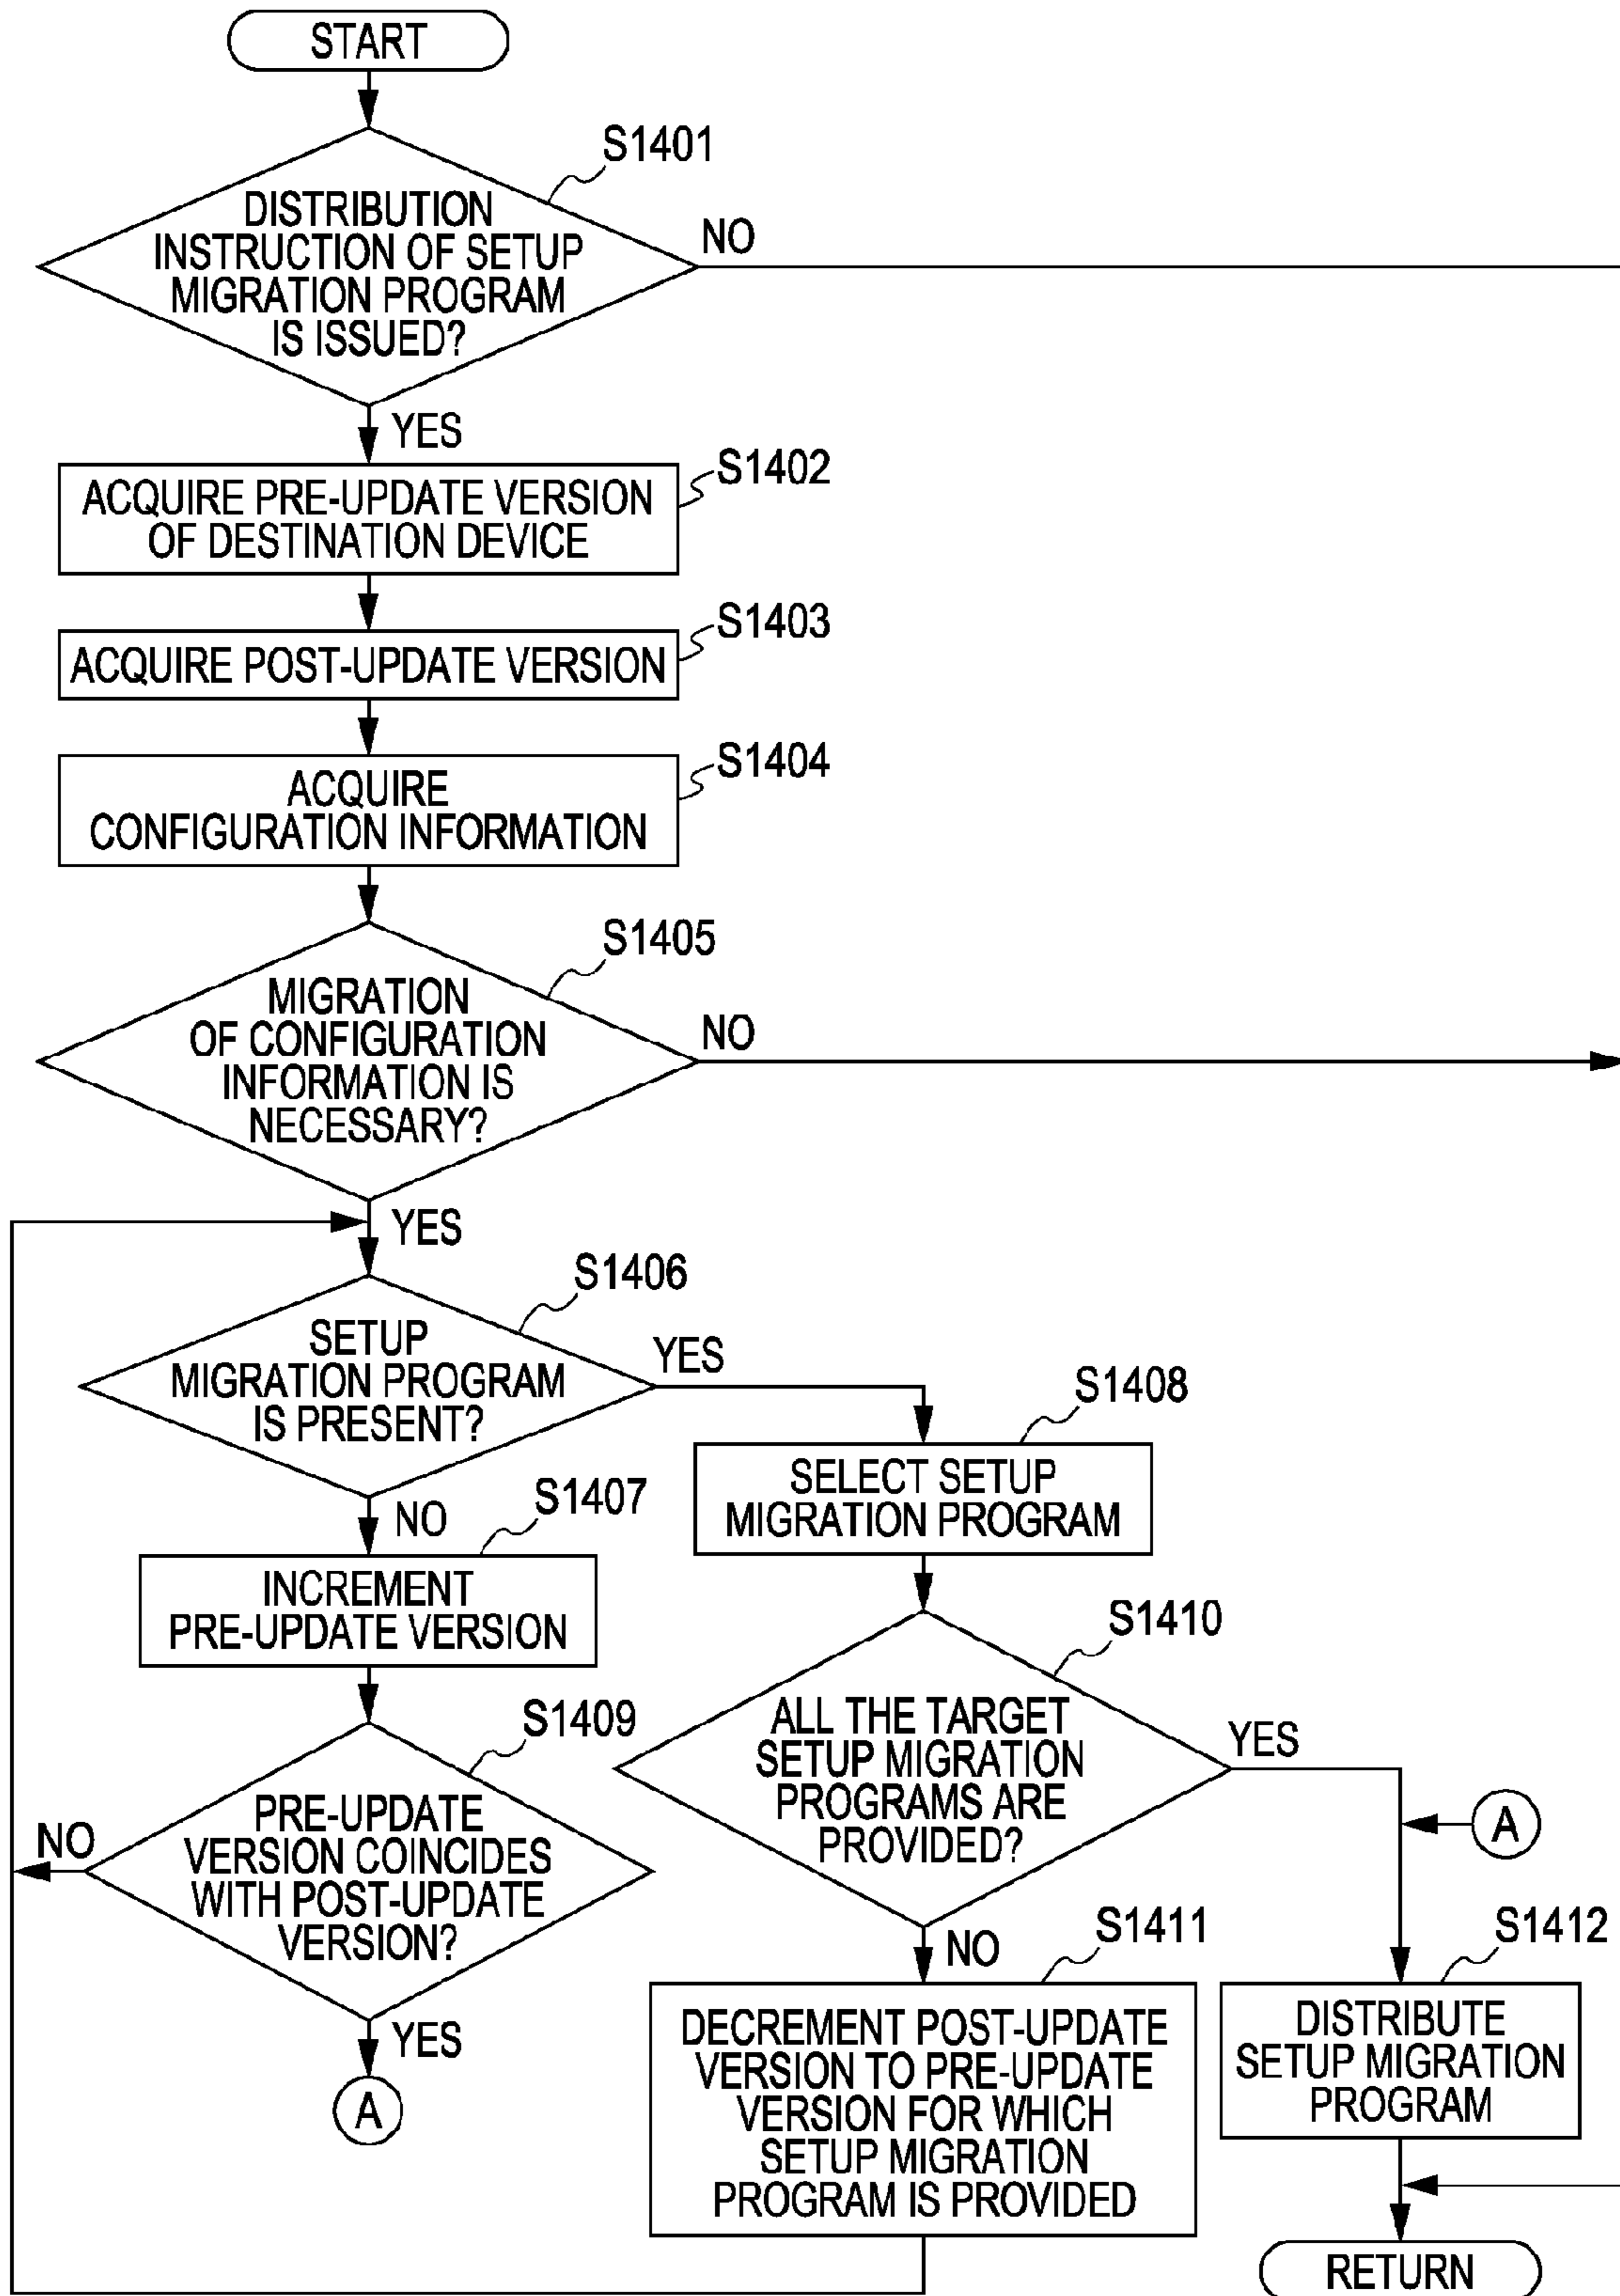 START
S1401
DISTRIBUTION
INSTRUCTION OF SETUP
MIGRATION PROGRAM
IS ISSUED?
NO
YES
S1402
ACQUIRE PRE-UPDATE VERSION
OF DESTINATION DEVICE
S1403
ACQUIRE POST-UPDATE VERSION
S1404
ACQUIRE
CONFIGURATION INFORMATION
S1405
MIGRATION
OF CONFIGURATION
INFORMATION IS
NECESSARY?
NO
YES
S1406
SETUP
MIGRATION PROGRAM
IS PRESENT?
YES
NO
S1407
INCREMENT
PRE-UPDATE VERSION
S1408
SELECT SETUP
MIGRATION PROGRAM
S1409
PRE-UPDATE
VERSION COINCIDES
WITH POST-UPDATE
VERSION?
NO
YES
A
S1410
ALL THE TARGET
SETUP MIGRATION
PROGRAMS ARE
PROVIDED?
YES
A
NO
S1411
DECREMENT POST-UPDATE
VERSION TO PRE-UPDATE
VERSION FOR WHICH
SETUP MIGRATION
PROGRAM IS PROVIDED
S1412
DISTRIBUTE
SETUP MIGRATION
PROGRAM
RETURN